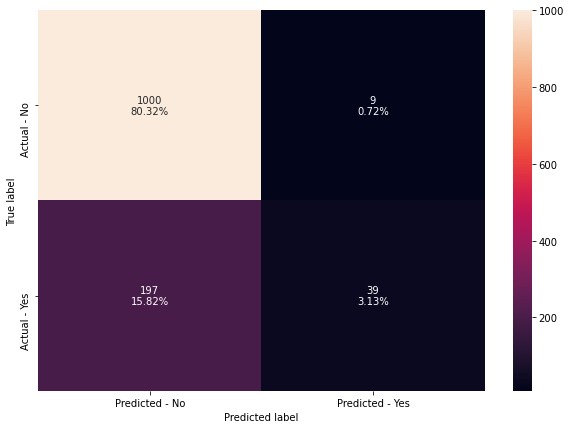 1000
80.32%
9
0.72%
197
15.82%
39
3.13%
Actual - No
Actual - Yes
True label
Predicted - No
Predicted - Yes
Predicted label
1000
800
600
400
200